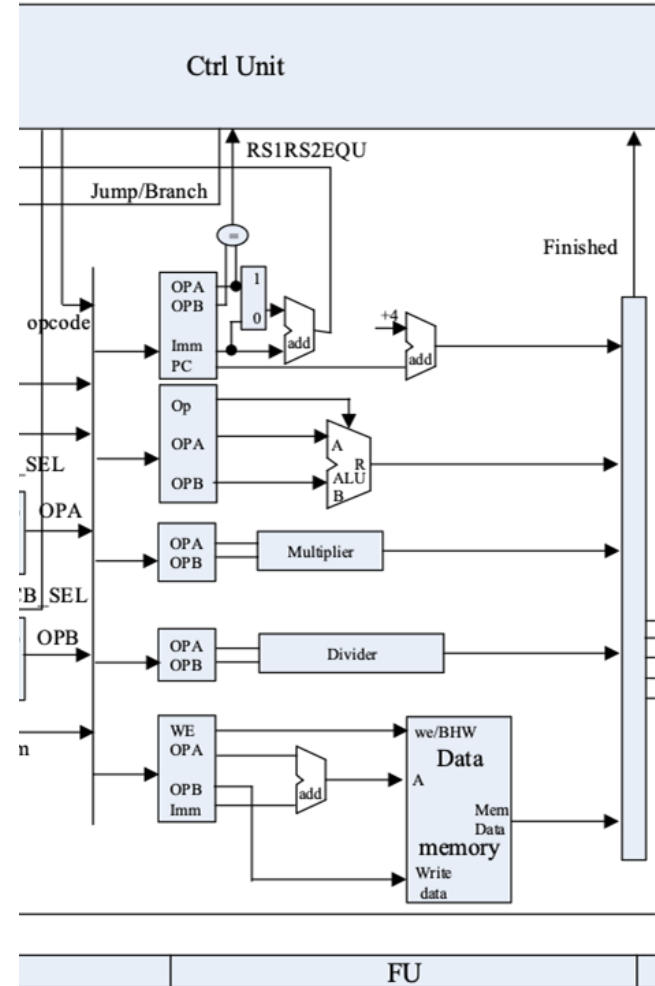 Ctrl Unit
RS1RS2EQU
Jump/Branch
=
Finished
OPA
OPB
1
0
opcode
Imm
PC
add
+4
add
Op
OPA
OPB
A
R
ALU
B
_SEL
OPA
OPA
OPB
Multiplier
CB_SEL
OPB
OPA
OPB
Divider
WE
OPA
OPB
Imm
add
we/BHW
Data
A
Mem
Data
memory
Write
data
FU